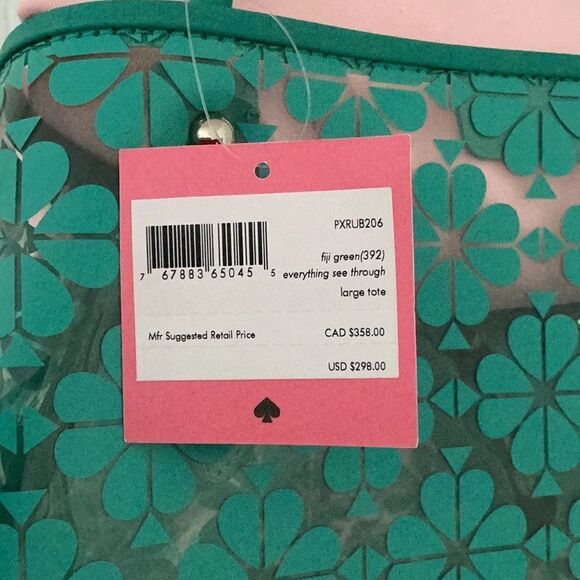 PXRUB206
fiji green(392)
7 67883 65045 5 everything see through
large tote
Mfr Suggested Retail Price CAD $358.00
USD $298.00